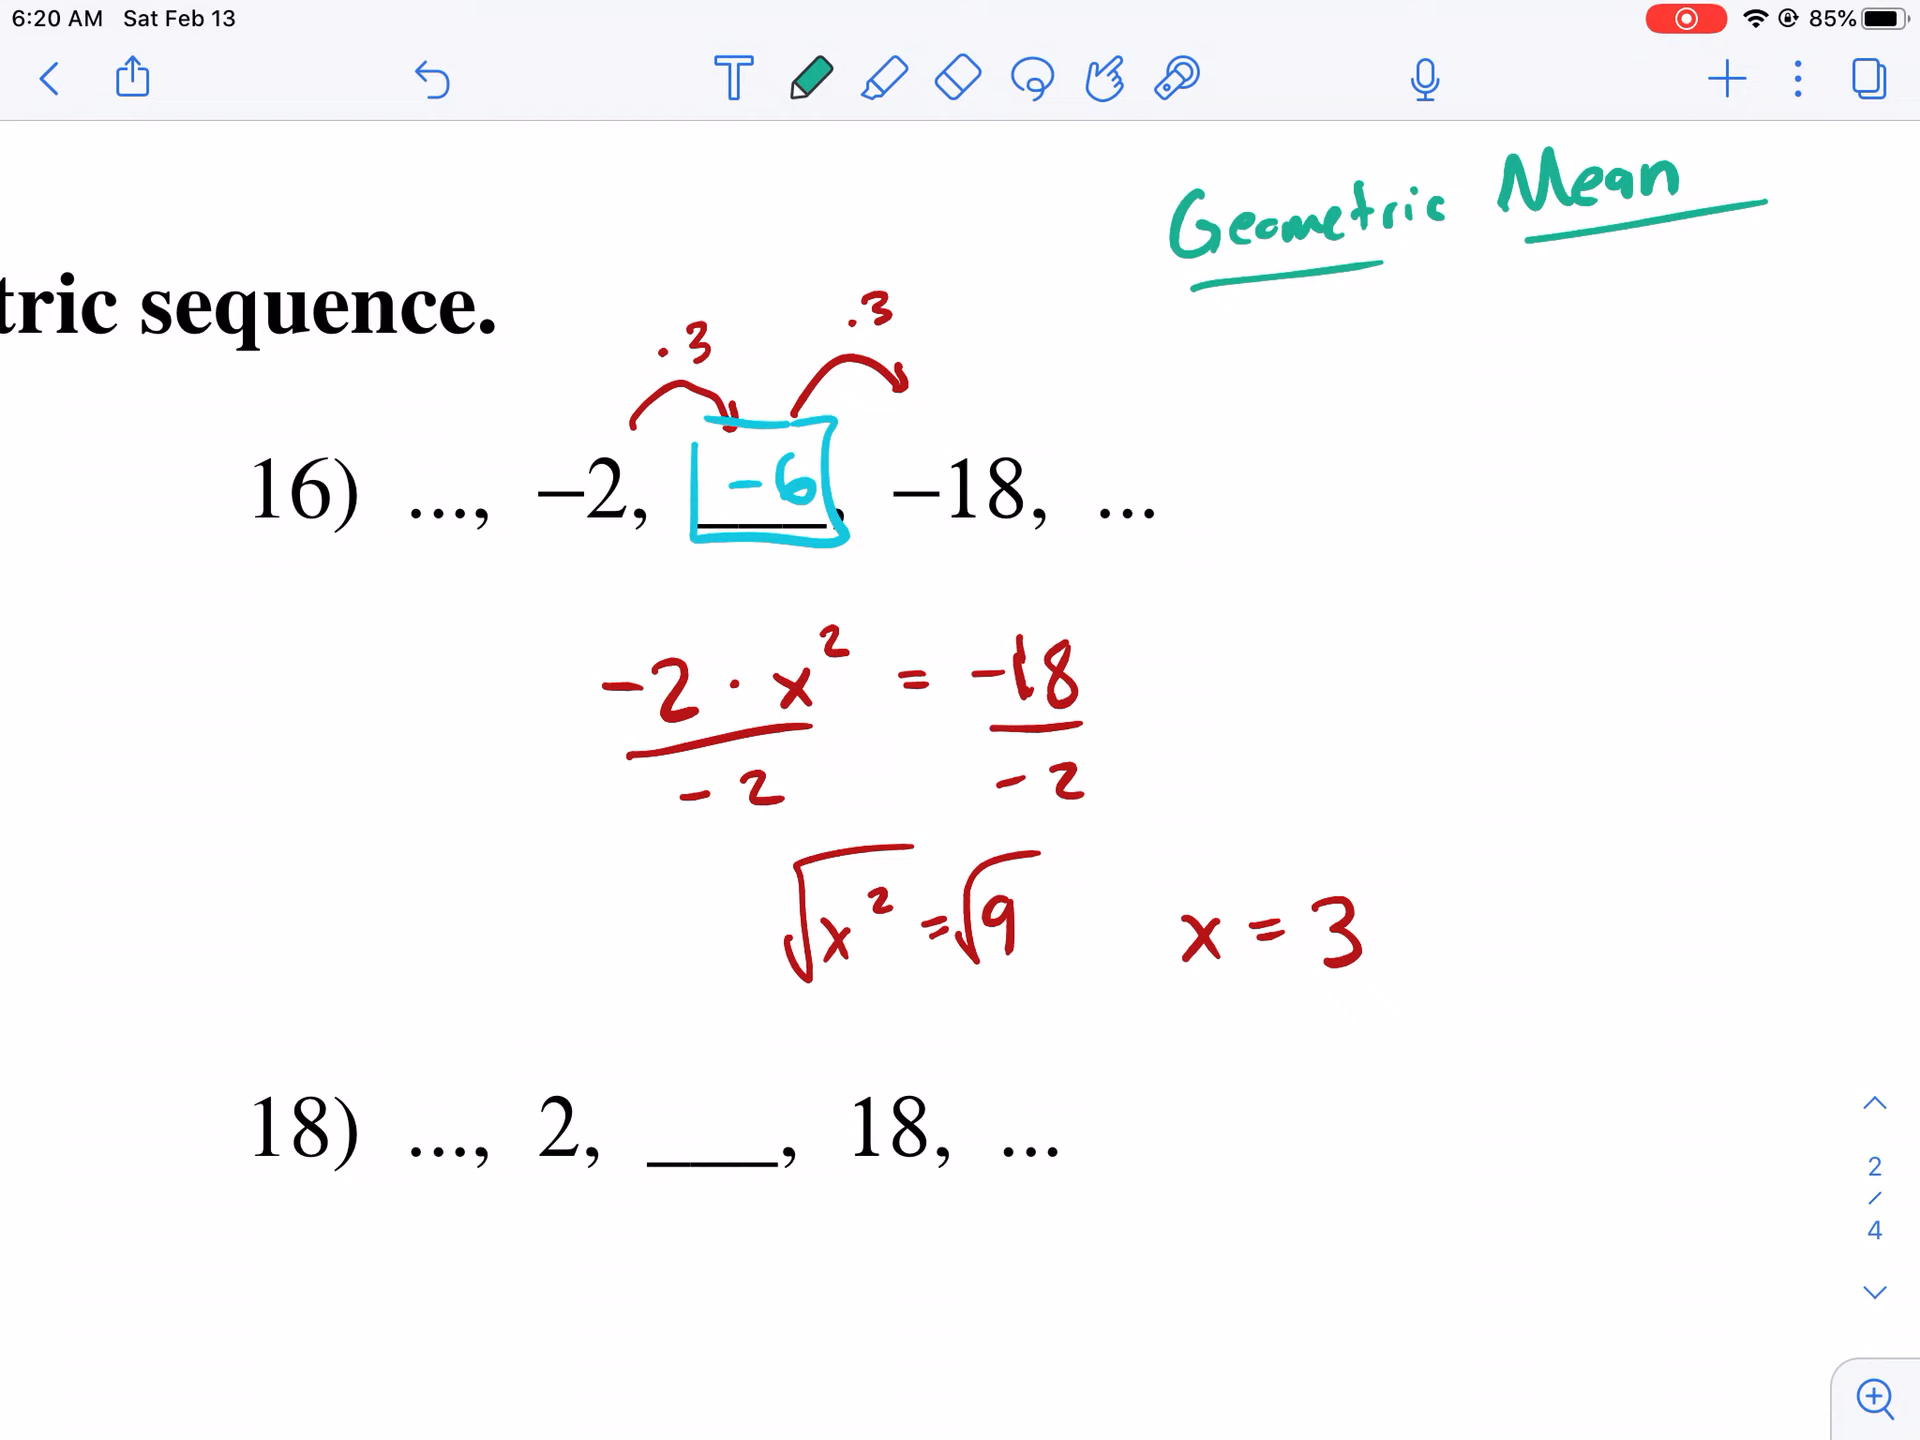 6:20 AM Sat Feb 13
85%
T
Geometric Mean
tric sequence.
·3 ·3
16) ..., −2, -6, −18, ...
-2 · x² = -18
-2 -2
√x² = √9 x = 3
18) ..., 2, ____, 18, ...
2
/
4